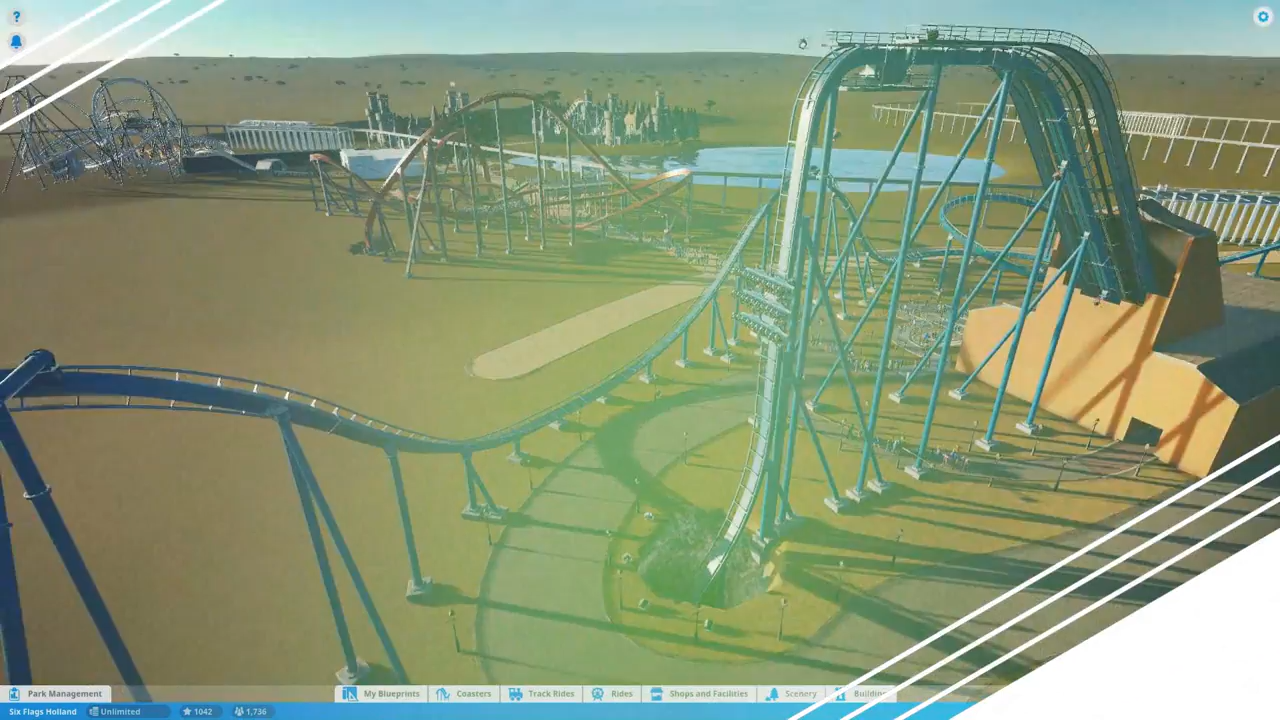 ?
Park Management
My Blueprints Coasters Track Rides Rides Shops and Facilities Scenery Building
Six Flags Holland Unlimited 1042 1,736